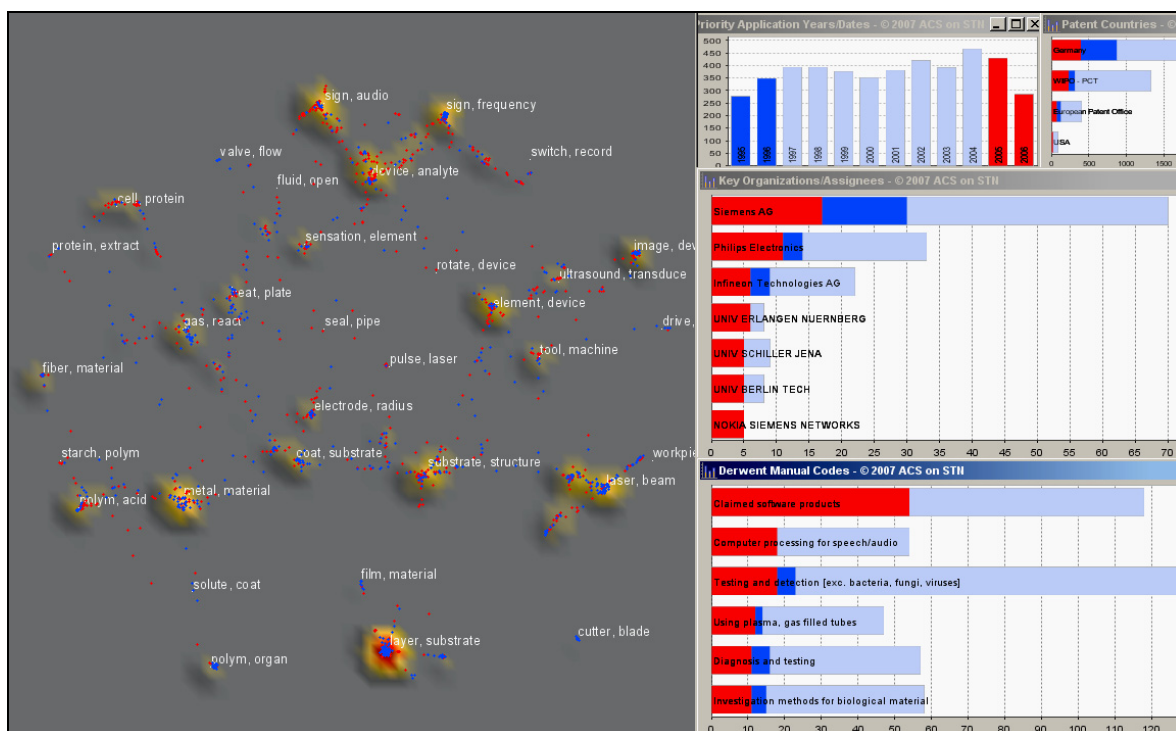 sign, audio
sign, frequency
valve, flow
switch, record
fluid, open
device, analyte
cell, protein
protein, extract
sensation, element
image, dev
rotate, device
ultrasound, transduce
eat, plate
element, device
gas, react
seal, pipe
drive,
tool, machine
pulse, laser
fiber, material
electrode, radius
starch, polym
coat, substrate
substrate, structure
workpie
laser, beam
polym, acid
metal, material
solute, coat
film, material
layer, substrate
cutter, blade
polym, organ
Priority Application Years/Dates - © 2007 ACS on STN
500
450
400
350
300
250
200
150
100
50
0
1995
1996
1997
1998
1999
2000
2001
2002
2003
2004
2005
2006
Patent Countries - ©
Germany
WIPO - PCT
European Patent Office
USA
0 500 1000 1500
Key Organizations/Assignees - © 2007 ACS on STN
Siemens AG
Philips Electronics
Infineon Technologies AG
UNIV ERLANGEN NUERNBERG
UNIV SCHILLER JENA
UNIV BERLIN TECH
NOKIA SIEMENS NETWORKS
0 5 10 15 20 25 30 35 40 45 50 55 60 65 70
Derwent Manual Codes - © 2007 ACS on STN
Claimed software products
Computer processing for speech/audio
Testing and detection [exc. bacteria, fungi, viruses]
Using plasma, gas filled tubes
Diagnosis and testing
Investigation methods for biological material
0 10 20 30 40 50 60 70 80 90 100 110 120